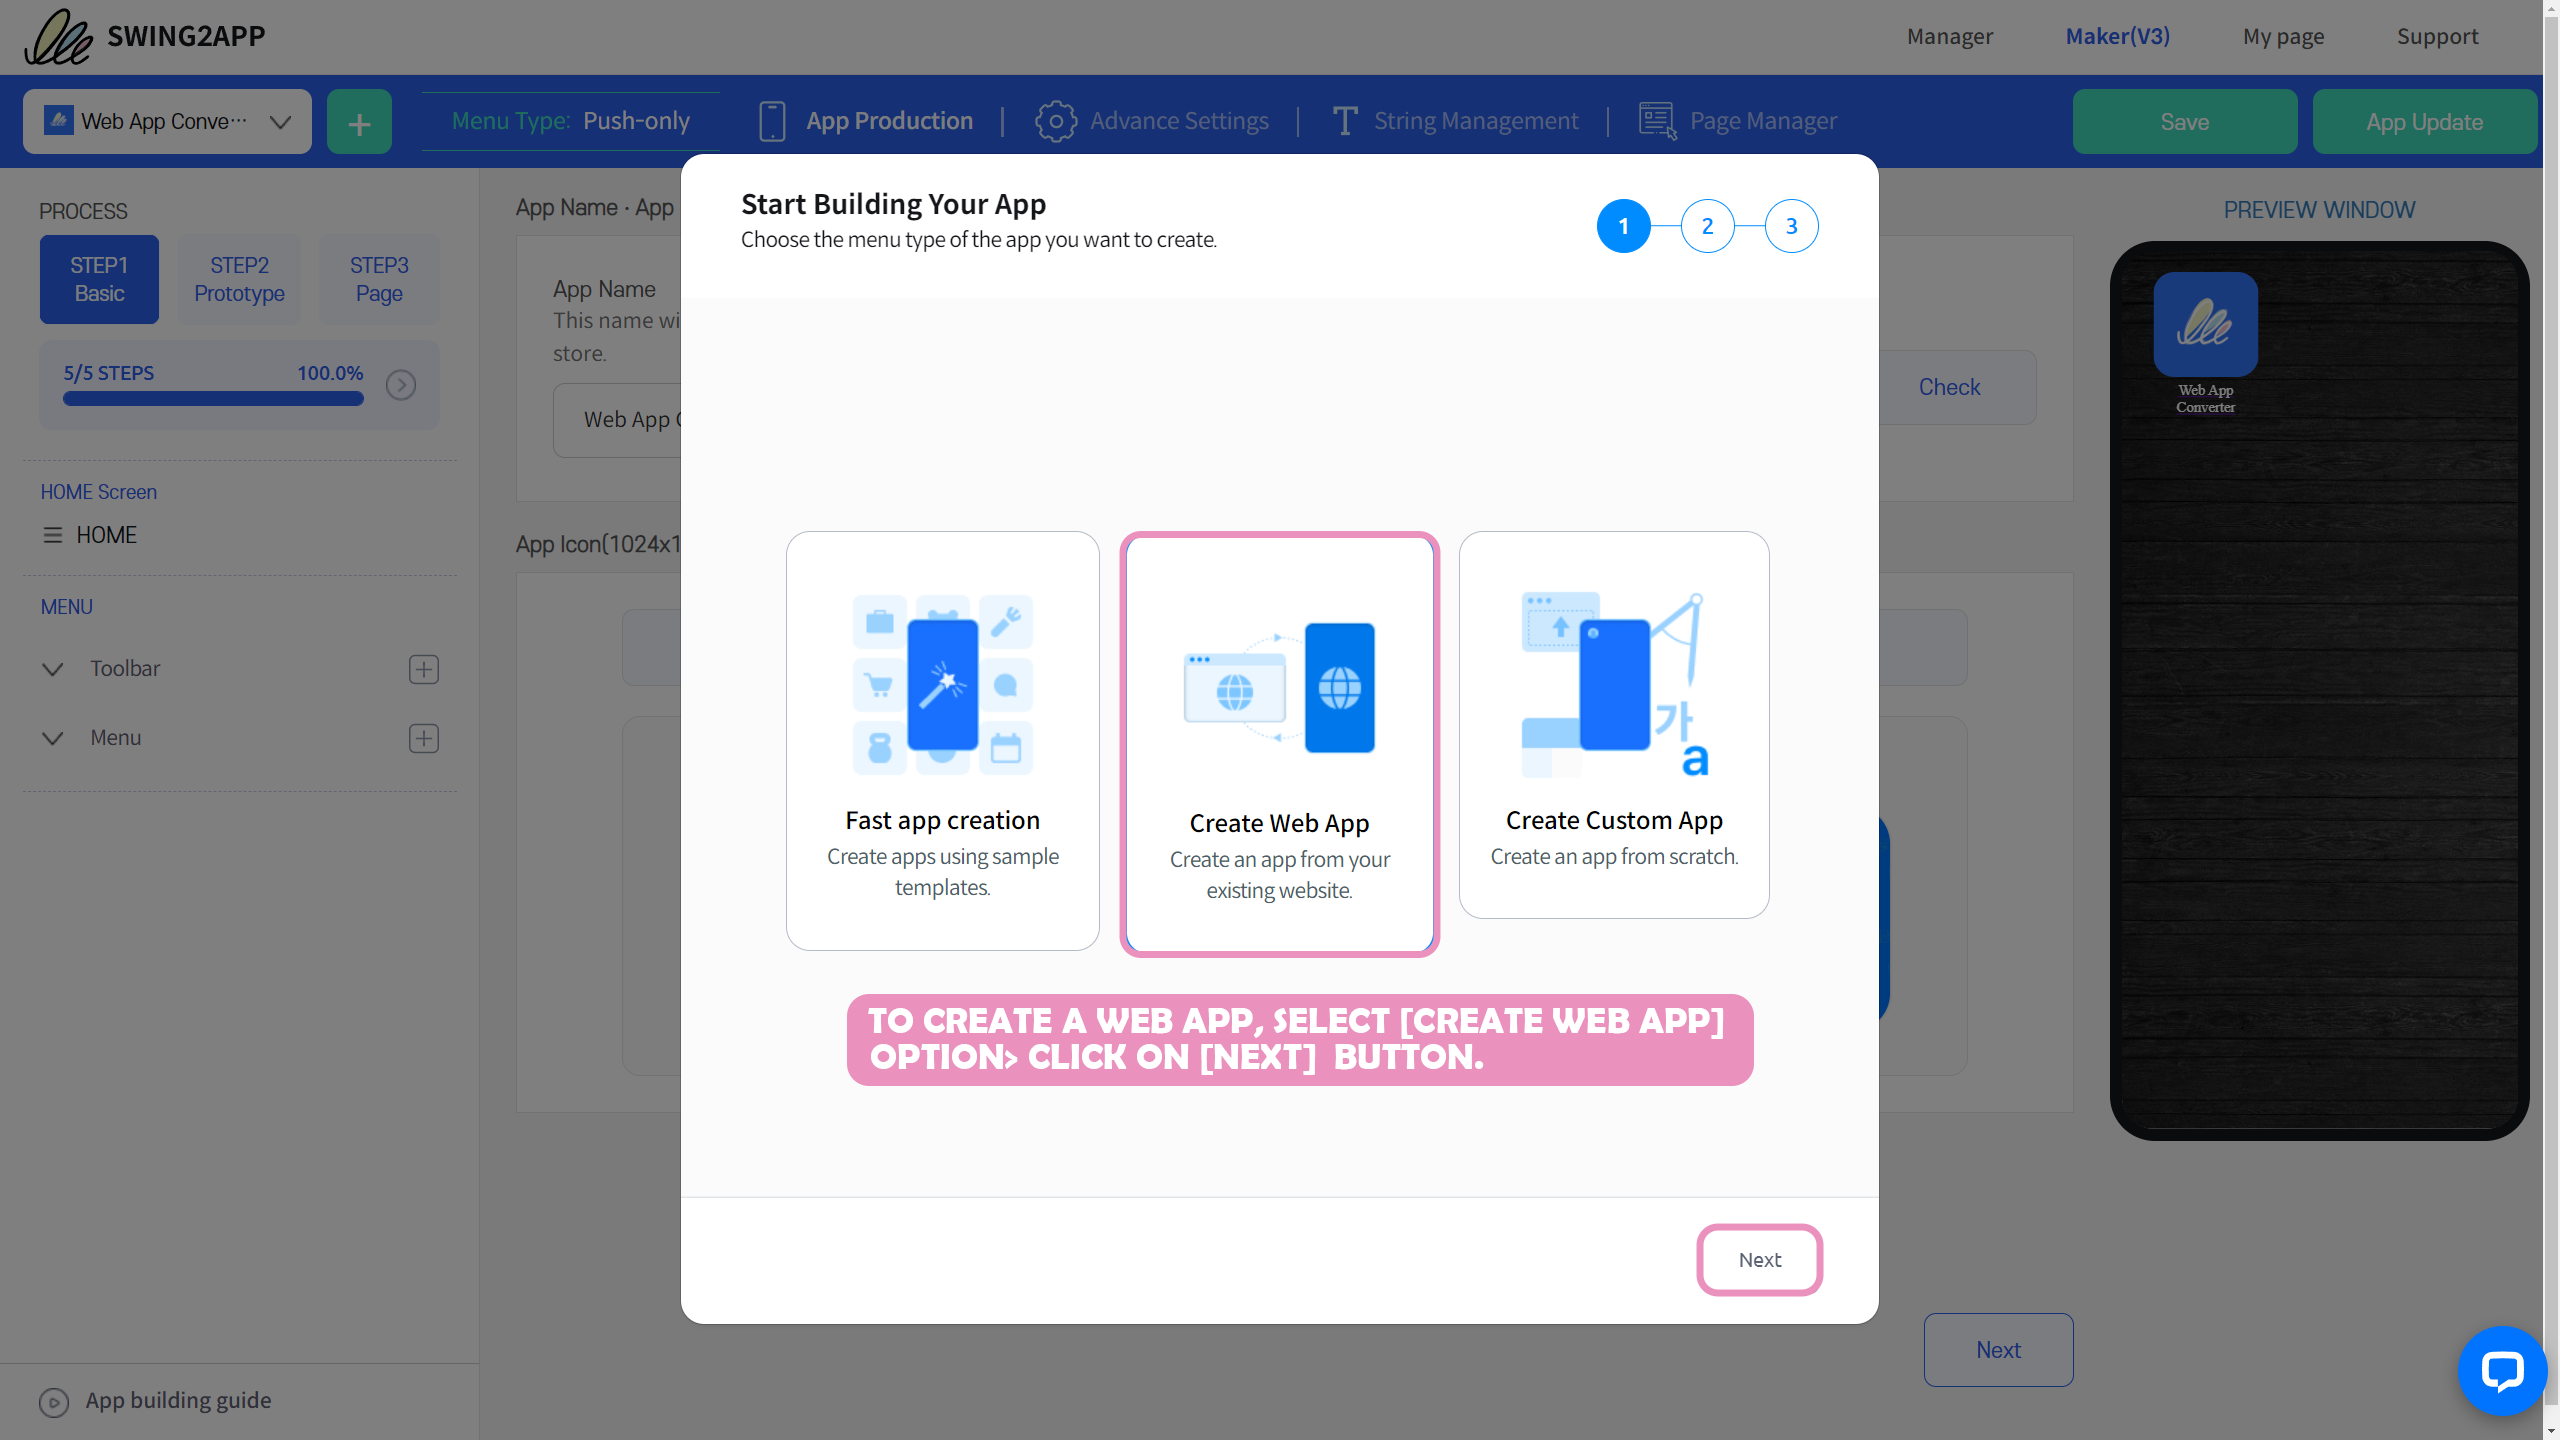 SWING2APP
Manager
Maker(V3)
My page
Support
Web App Conve···
+
Menu Type: Push-only
App Production
Advance Settings
String Management
Page Manager
Save
App Update
PROCESS
STEP1
Basic
STEP2
Prototype
STEP3
Page
5/5 STEPS
100.0%
HOME Screen
HOME
MENU
Toolbar
Menu
App building guide
App Name · App
App Name
This name wi
store.
Web App
Check
App Icon(1024x1
Next
Start Building Your App
Choose the menu type of the app you want to create.
1
2
3
가
a
Fast app creation
Create apps using sample
templates.
Create Web App
Create an app from your
existing website.
Create Custom App
Create an app from scratch.
TO CREATE A WEB APP, SELECT [CREATE WEB APP]
OPTION> CLICK ON [NEXT] BUTTON.
Next
PREVIEW WINDOW
Web App
Converter